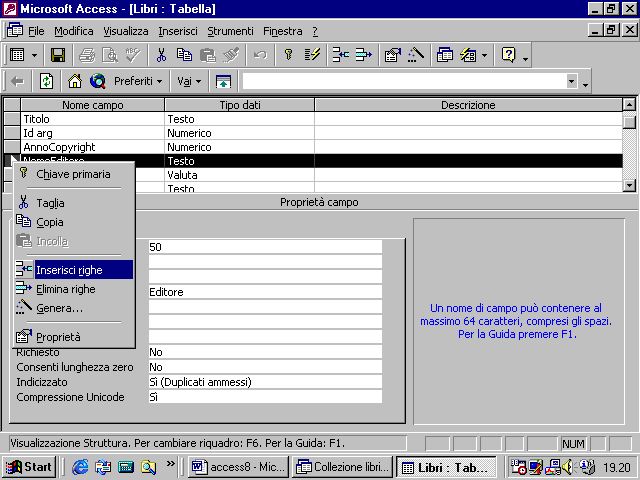 Microsoft Access - [Libri : Tabella]
File Modifica Visualizza Inserisci Strumenti Finestra ?
Preferiti Vai
Nome campo Tipo dati Descrizione
Titolo Testo
Id arg Numerico
AnnoCopyright Numerico
NomeEditore Testo
Valuta
Testo
Proprietà campo
Chiave primaria
Taglia
Copia
Incolla
Inserisci righe
Elimina righe
Genera...
Proprietà
50
Editore
Richiesto No
Consenti lunghezza zero No
Indicizzato Sì (Duplicati ammessi)
Compressione Unicode Sì
Un nome di campo può contenere al
massimo 64 caratteri, compresi gli spazi.
Per la Guida premere F1.
Visualizzazione Struttura. Per cambiare riquadro: F6. Per la Guida: F1. NUM
Start » access8 - Mic... Collezione libri... Libri : Tab... 19.20